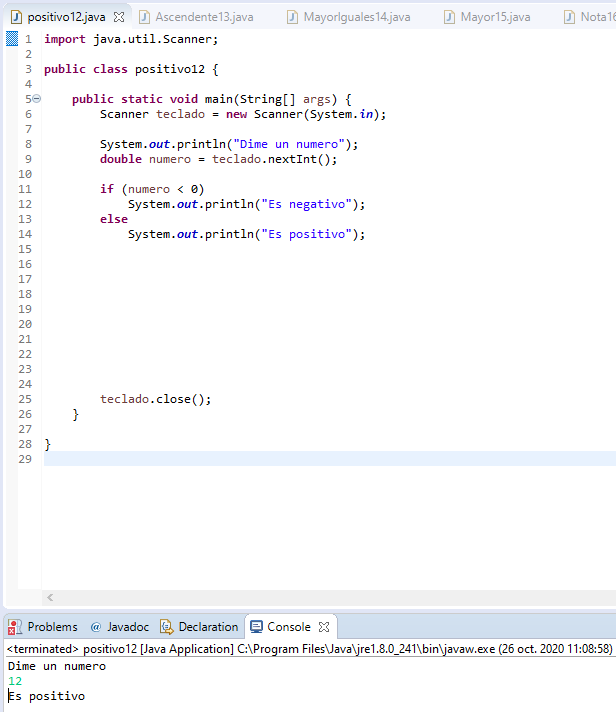 positivo12.java Ascendente13.java MayorIguales14.java Mayor15.java Nota16
1 import java.util.Scanner;
2
3 public class positivo12 {
4
5 public static void main(String[] args) {
6 Scanner teclado = new Scanner(System.in);
7
8 System.out.println("Dime un numero");
9 double numero = teclado.nextInt();
10
11 if (numero < 0)
12 System.out.println("Es negativo");
13 else
14 System.out.println("Es positivo");
15
16
17
18
19
20
21
22
23
24
25 teclado.close();
26 }
27
28 }
29
Problems @ Javadoc Declaration Console
<terminated> positivo12 [Java Application] C:\Program Files\Java\jre1.8.0_241\bin\javaw.exe (26 oct. 2020 11:08:58)
Dime un numero
12
Es positivo